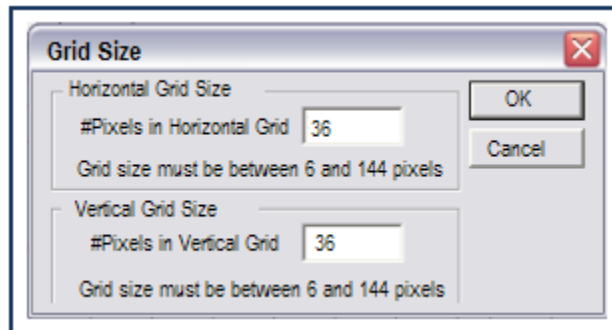 Grid Size
Horizontal Grid Size
#Pixels in Horizontal Grid 36
Grid size must be between 6 and 144 pixels
OK
Cancel
Vertical Grid Size
#Pixels in Vertical Grid 36
Grid size must be between 6 and 144 pixels